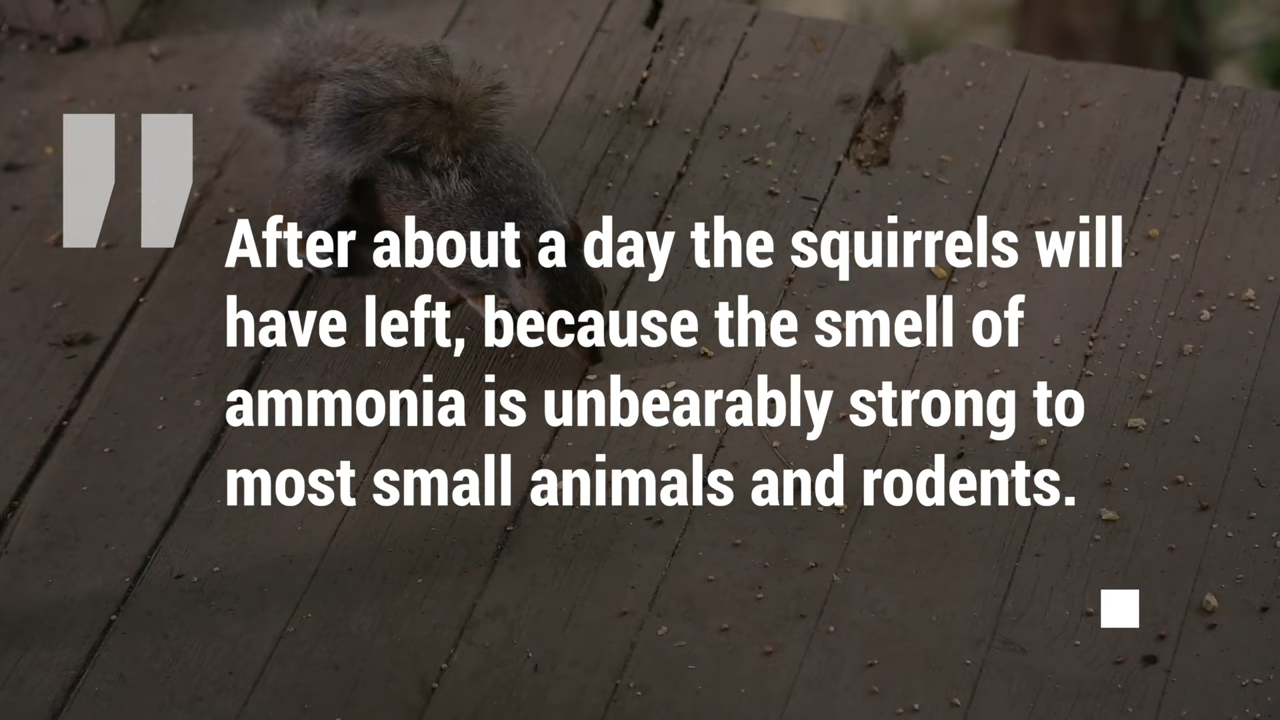 "
After about a day the squirrels will
have left, because the smell of
ammonia is unbearably strong to
most small animals and rodents.